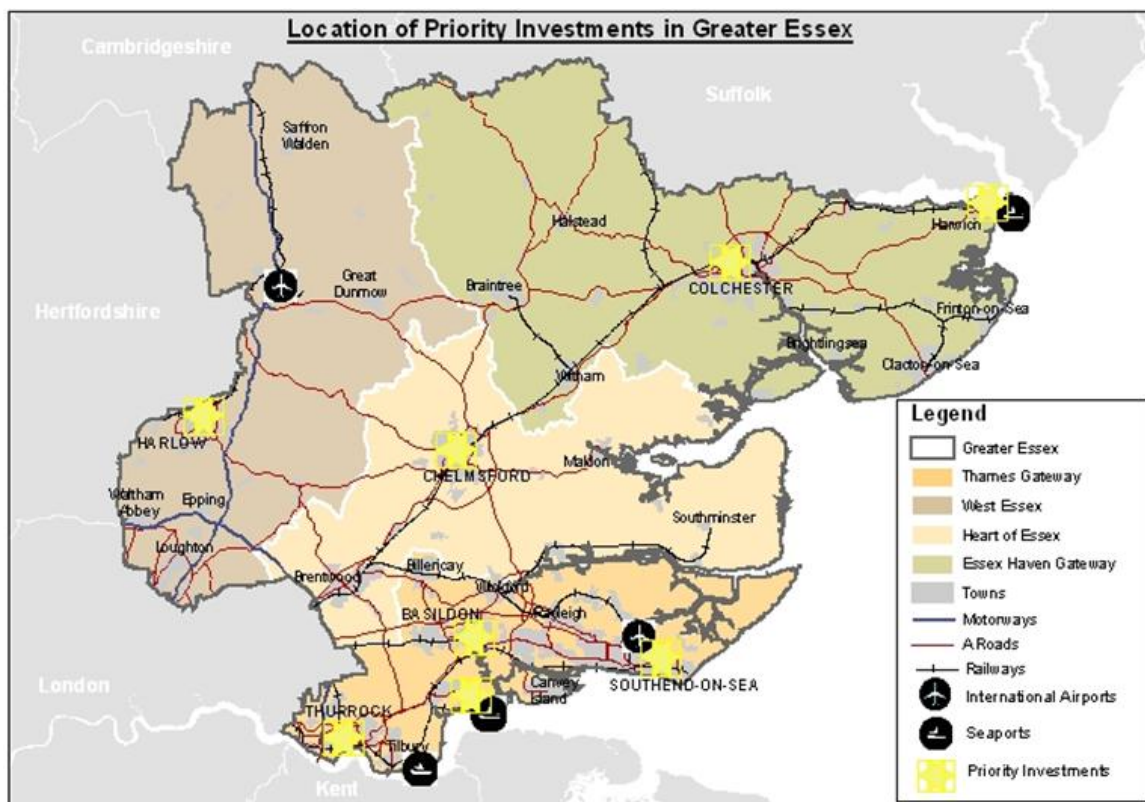 Location of Priority Investments in Greater Essex
Cambridgeshire
Suffolk
Saffron
Walden
Halstead
Harwich
Great
Dunmow
Braintree
COLCHESTER
Hertfordshire
Frinton-on-Sea
Brightlingsea
Clacton-on-Sea
Witham
HARLOW
CHELMSFORD
Maldon
Waltham
Abbey
Epping
Southminster
Loughton
Brentwood
Billericay
Wickford
BASILDON
Rayleigh
London
Canvey
Island
SOUTHEND-ON-SEA
THURROCK
Tilbury
Kent
Legend
Greater Essex
Thames Gateway
West Essex
Heart of Essex
Essex Haven Gateway
Towns
Motorways
A Roads
Railways
International Airports
Seaports
Priority Investments